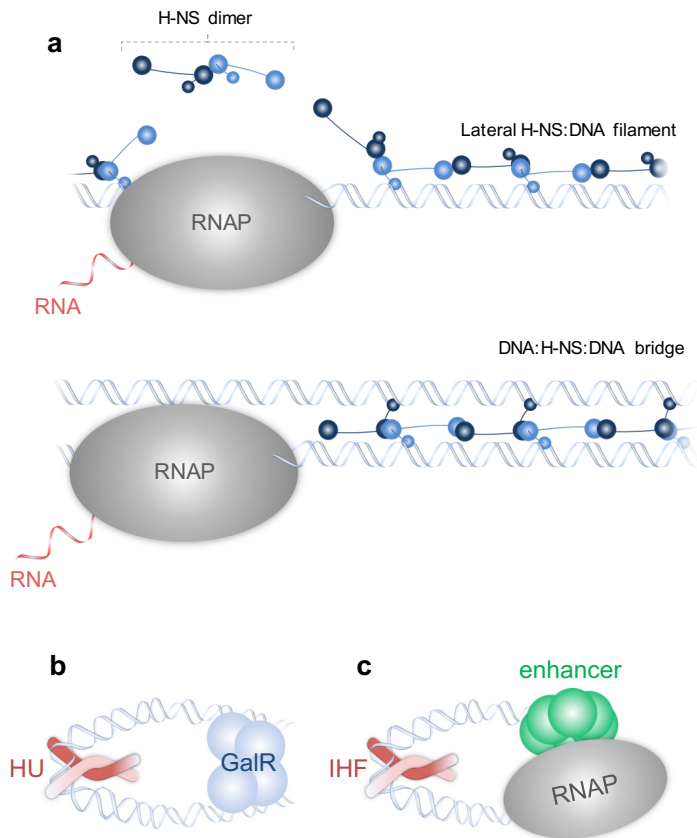 H-NS dimer
a
Lateral H-NS:DNA filament
RNAP
RNA
DNA:H-NS:DNA bridge
RNAP
RNA
b
HU
GalR
c
enhancer
IHF
RNAP